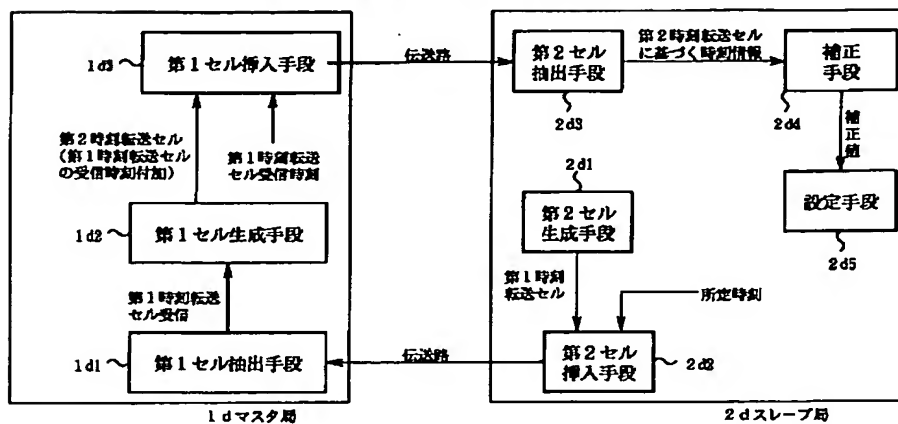 1d3
第1セル挿入手段
第2時刻転送セル
(第1時刻転送セル
の受信時刻付加)
第1時刻転送
セル受信時刻
1d2
第1セル生成手段
第1時刻転送
セル受信
1d1
第1セル抽出手段
1dマスタ局
伝送路
伝送路
第2セル
抽出手段
2d3
第2時刻転送セル
に基づく時刻情報
補正
手段
2d4
補正値
設定手段
2d5
2d1
第2セル
生成手段
第1時刻
転送セル
所定時刻
第2セル
挿入手段
2d2
2dスレーブ局